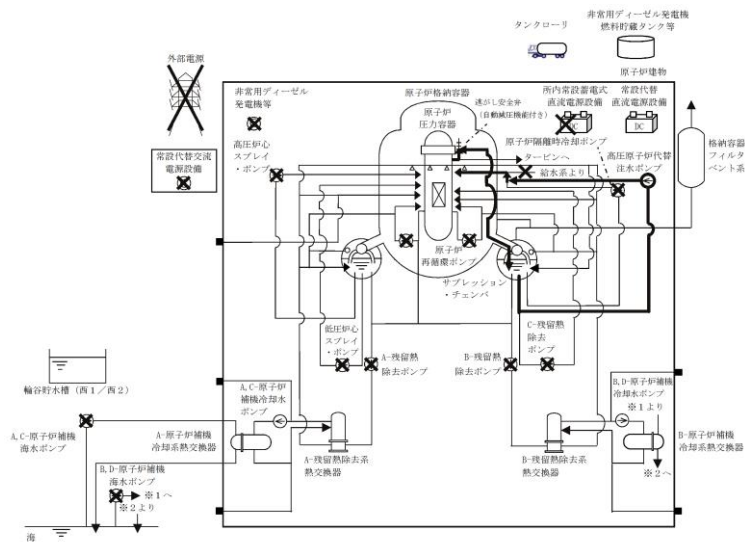 タンクローリ
非常用ディーゼル発電機
燃料貯蔵タンク等
外部電源
原子炉建物
非常用ディーゼル
発電機等
原子炉格納容器
原子炉
圧力容器
逃がし安全弁
(自動減圧機能付き)
所内常設蓄電式
直流電源設備
DC
常設代替
直流電源設備
DC
常設代替交流
電源設備
高圧炉心
スプレイ
・ポンプ
原子炉隔離時冷却ポンプ
高圧原子炉代替
注水ポンプ
タービンへ
給水系より
格納容器
フィルタ
ベント系
原子炉
再循環ポンプ
サプレッション
・チェンバ
低圧炉心
スプレイ
・ポンプ
A-残留熱
除去ポンプ
B-残留熱
除去ポンプ
C-残留熱
除去
ポンプ
輪谷貯水槽(西1/西2)
A,C-原子炉
補機冷却水
ポンプ
B,D-原子炉補機
冷却水ポンプ
※1より
A,C-原子炉補機
海水ポンプ
A-原子炉補機
冷却系熱交換器
A-残留熱除去系
熱交換器
B-残留熱除去系
熱交換器
B-原子炉補機
冷却系熱交換器
※2へ
B,D-原子炉補機
海水ポンプ
※1へ
※2より
海